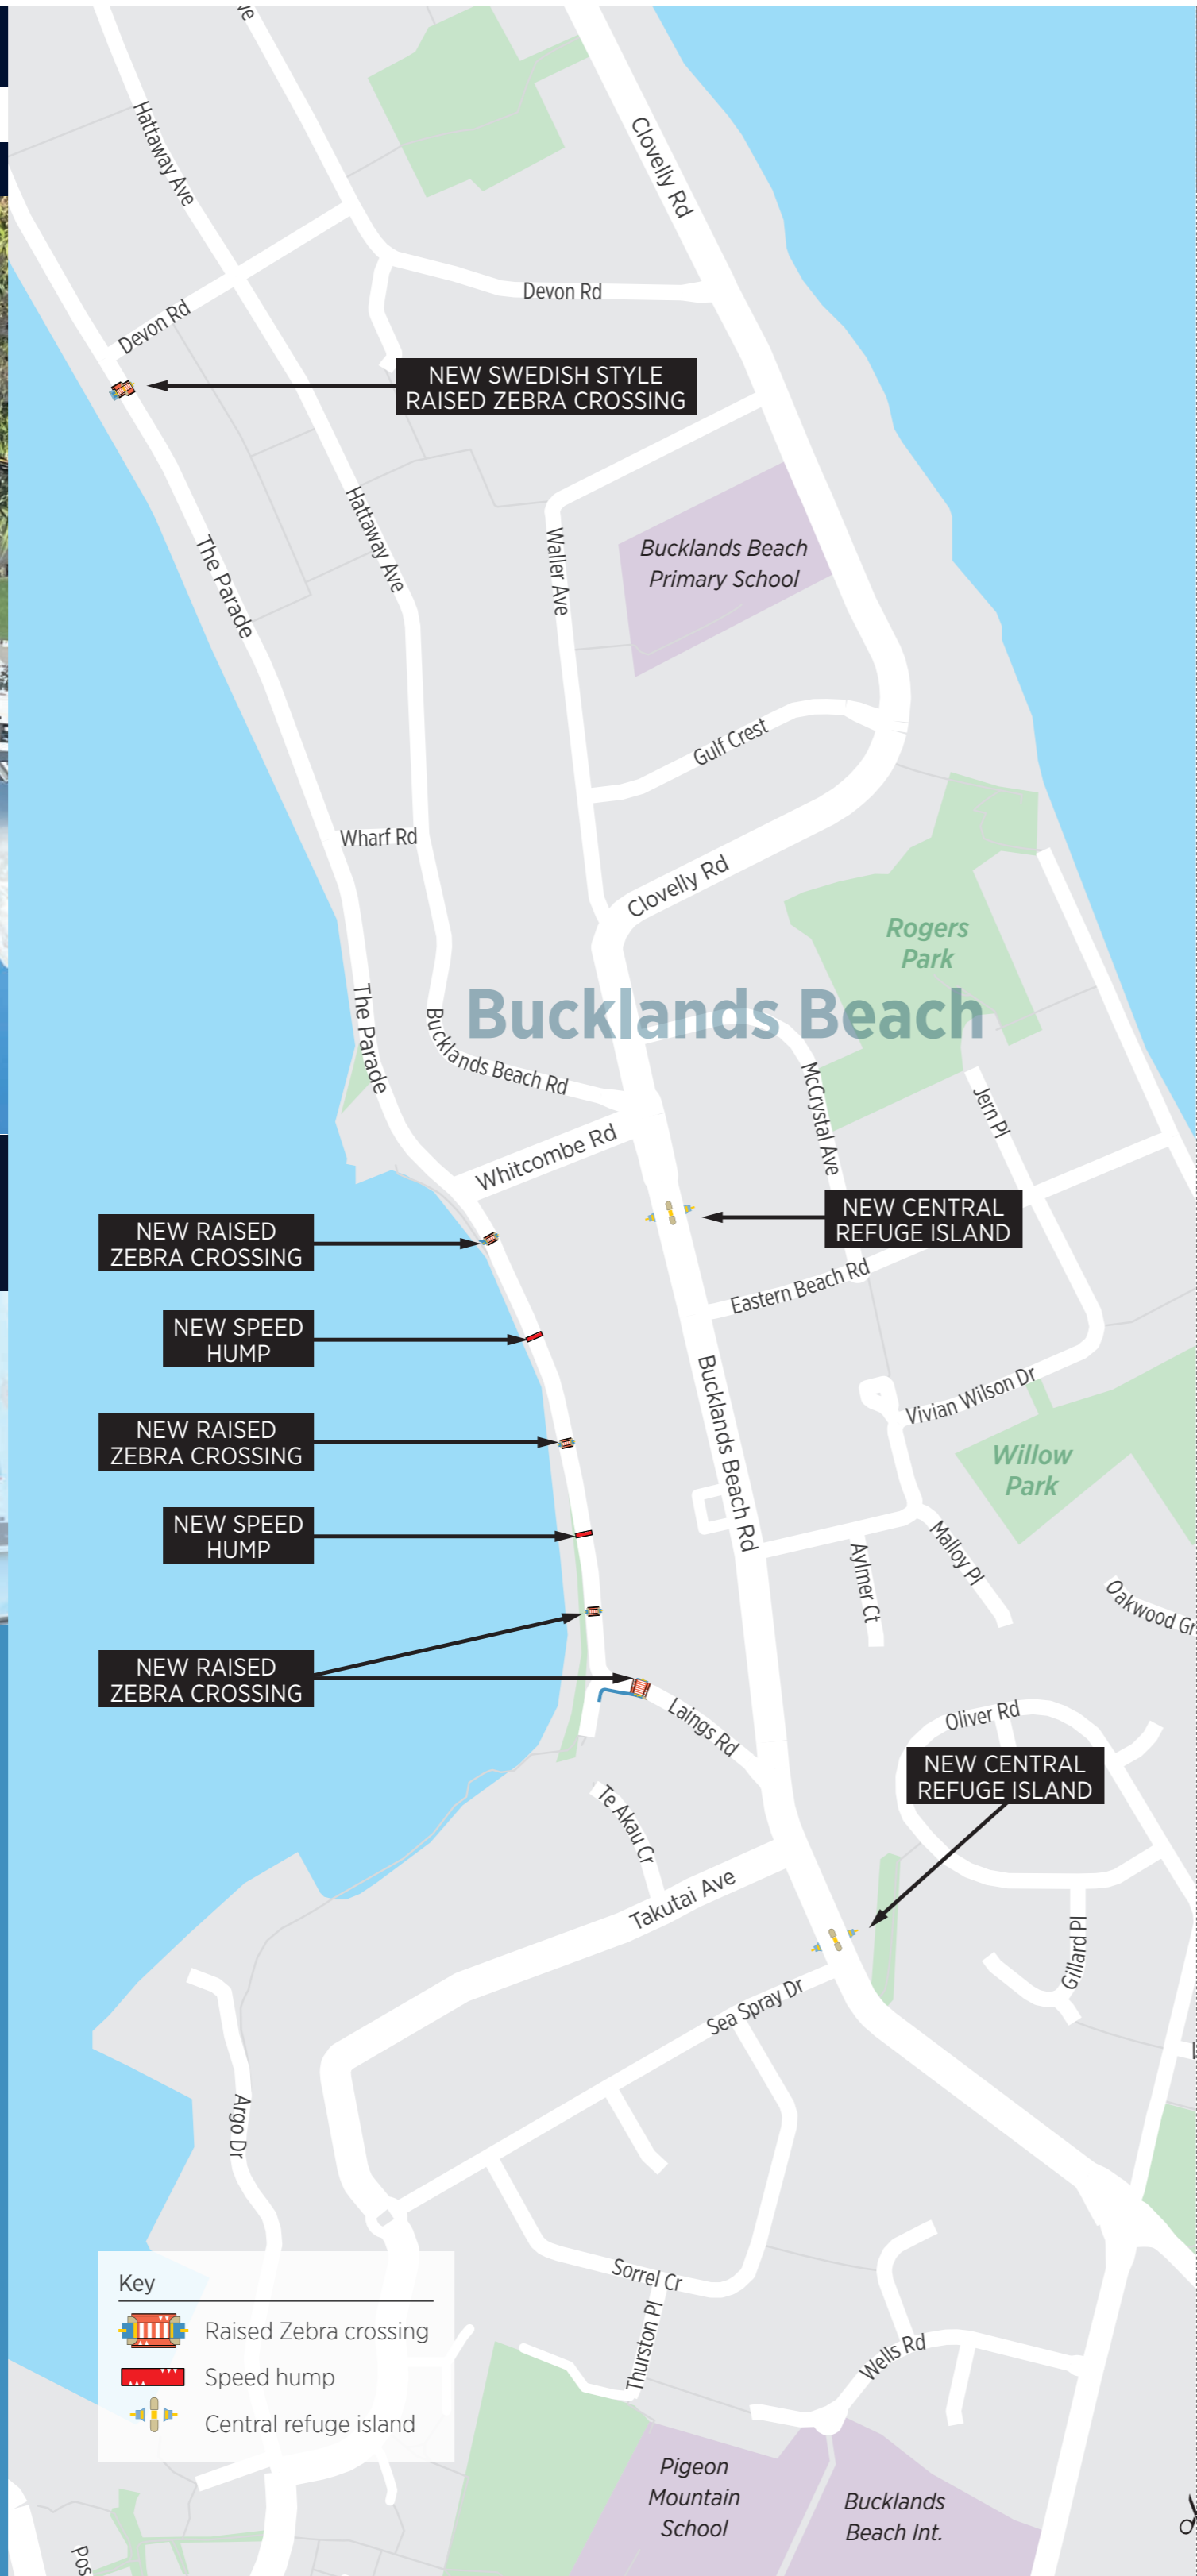 ve
Hattaway Ave
Clovelly Rd
Devon Rd
Devon Rd
NEW SWEDISH STYLE
RAISED ZEBRA CROSSING
Hattaway Ave
The Parade
Waller Ave
Bucklands Beach
Primary School
Gulf Crest
Wharf Rd
Clovelly Rd
Rogers
Park
The Parade
Bucklands Beach
Bucklands Beach Rd
McCrystal Ave
Jern Pl
Whitcombe Rd
NEW CENTRAL
REFUGE ISLAND
NEW RAISED
ZEBRA CROSSING
Eastern Beach Rd
NEW SPEED
HUMP
Bucklands Beach Rd
Vivian Wilson Dr
NEW RAISED
ZEBRA CROSSING
Willow
Park
NEW SPEED
HUMP
Malloy Pl
Aylmer Ct
Oakwood Gr
NEW RAISED
ZEBRA CROSSING
Laings Rd
Oliver Rd
NEW CENTRAL
REFUGE ISLAND
Te Akau Cr
Takutai Ave
Gillard Pl
Sea Spray Dr
Argo Dr
Sorrel Cr
Thurston Pl
Wells Rd
Key
Raised Zebra crossing
Speed hump
Central refuge island
Pigeon
Mountain
School
Bucklands
Beach Int.
Pos